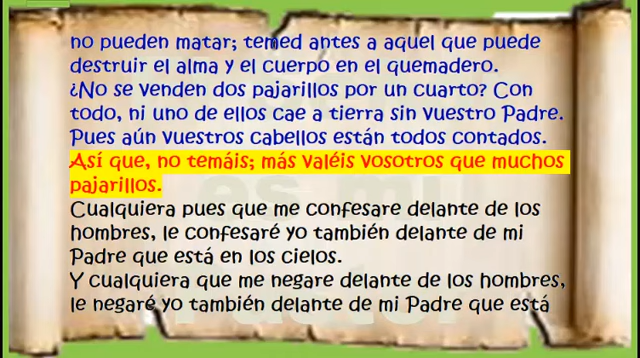 no pueden matar; temed antes a aquel que puede
destruir el alma y el cuerpo en el quemadero.
¿No se venden dos pajarillos por un cuarto? Con
todo, ni uno de ellos cae a tierra sin vuestro Padre.
Pues aún vuestros cabellos están todos contados.
Así que, no temáis; más valéis vosotros que muchos
pajarillos.
Cualquiera pues que me confesare delante de los
hombres, le confesaré yo también delante de mi
Padre que está en los cielos.
Y cualquiera que me negare delante de los hombres,
le negaré yo también delante de mi Padre que está